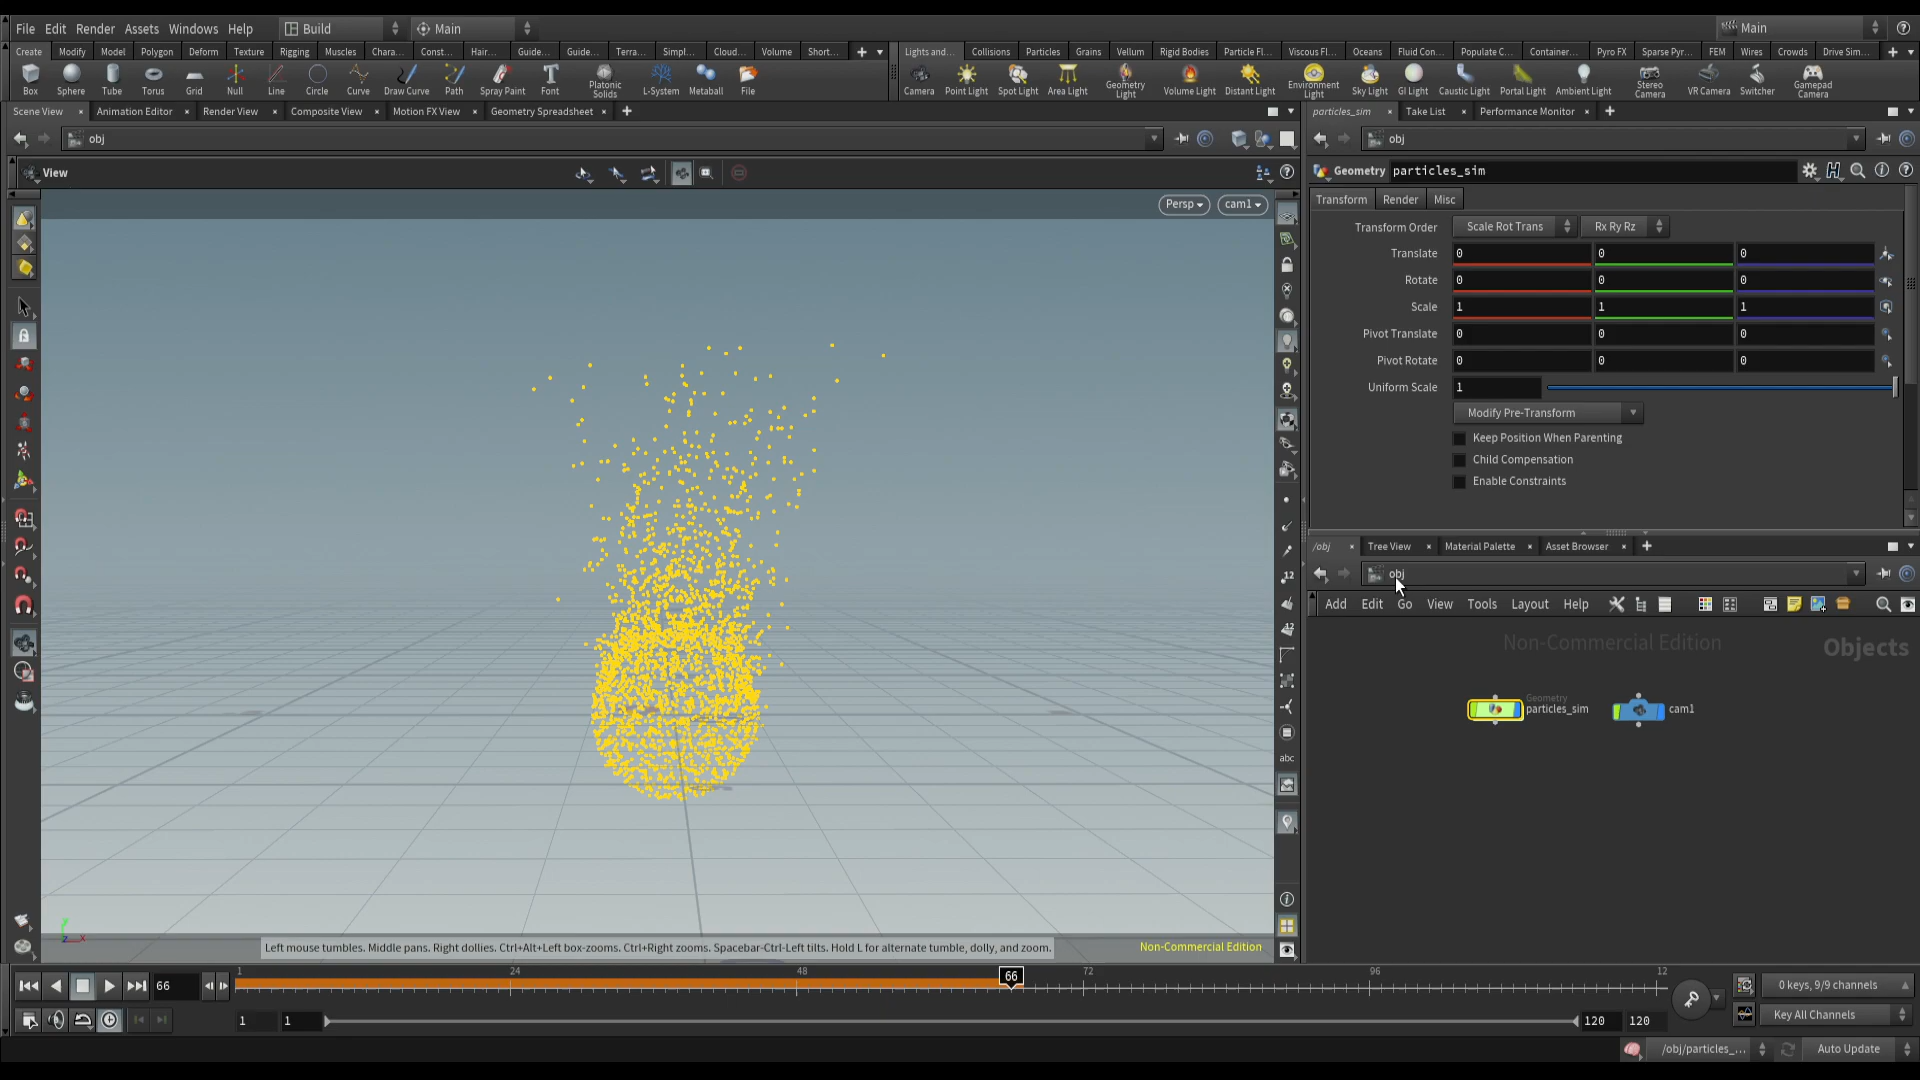 File Edit Render Assets Windows Help Build Main Main
Create Modify Model Polygon Deform Texture Rigging Muscles Chara... Const... Hair... Guide... Guide... Terra... Simpl... Cloud... Volume Short...
Lights and... Collisions Particles Grains Vellum Rigid Bodies Particle Fl... Viscous Fl... Oceans Fluid Con... Populate C... Container... Pyro FX Sparse Pyr... FEM Wires Crowds Drive Sim...
Box Sphere Tube Torus Grid Null Line Circle Curve Draw Curve Path Spray Paint Font Platonic Solids L-System Metaball File
Camera Point Light Spot Light Area Light Geometry Light Volume Light Distant Light Environment Light Sky Light GI Light Caustic Light Portal Light Ambient Light Stereo Camera VR Camera Switcher Gamepad Camera
Scene View Animation Editor Render View Composite View Motion FX View Geometry Spreadsheet
particles_sim Take List Performance Monitor
obj
obj
View
Geometry particles_sim
Transform Render Misc
Persp cam1
Transform Order Scale Rot Trans Rx Ry Rz
Translate 0 0 0
Rotate 0 0 0
Scale 1 1 1
Pivot Translate 0 0 0
Pivot Rotate 0 0 0
Uniform Scale 1
Modify Pre-Transform
Keep Position When Parenting
Child Compensation
Enable Constraints
/obj Tree View Material Palette Asset Browser
obj
Add Edit Go View Tools Layout Help
Non-Commercial Edition
Objects
Geometry
particles_sim
cam1
12
12
abc
y
z x
Left mouse tumbles. Middle pans. Right dollies. Ctrl+Alt+Left box-zooms. Ctrl+Right zooms. Spacebar-Ctrl-Left tilts. Hold L for alternate tumble, dolly, and zoom.
Non-Commercial Edition
66
1 24 48 66 72 96 12
0 keys, 9/9 channels
1 1 120 120
Key All Channels
/obj/particles_... Auto Update